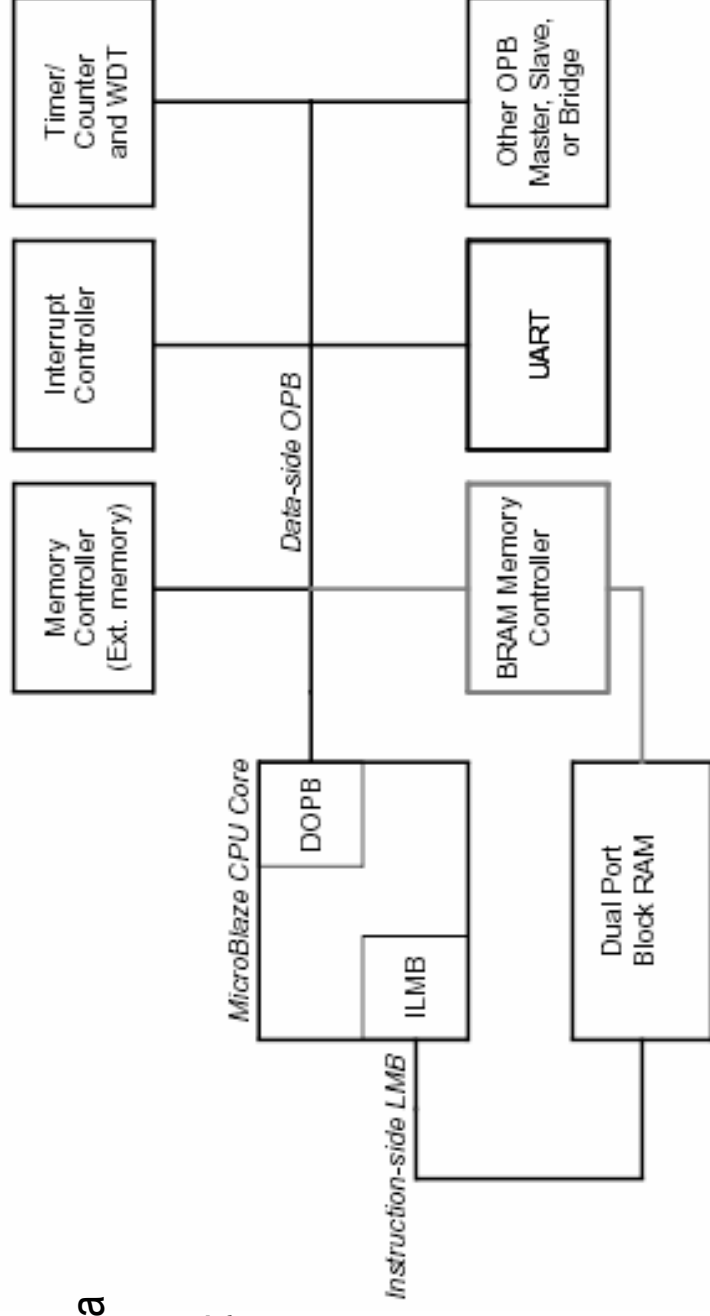 a
Memory
Controller
(Ext. memory)
Interrupt
Controller
Timer/
Counter
and WDT
MicroBlaze CPU Core
DOPB
Data-side OPB
ILMB
Instruction-side LMB
BRAM Memory
Controller
UART
Other OPB
Master, Slave,
or Bridge
Dual Port
Block RAM